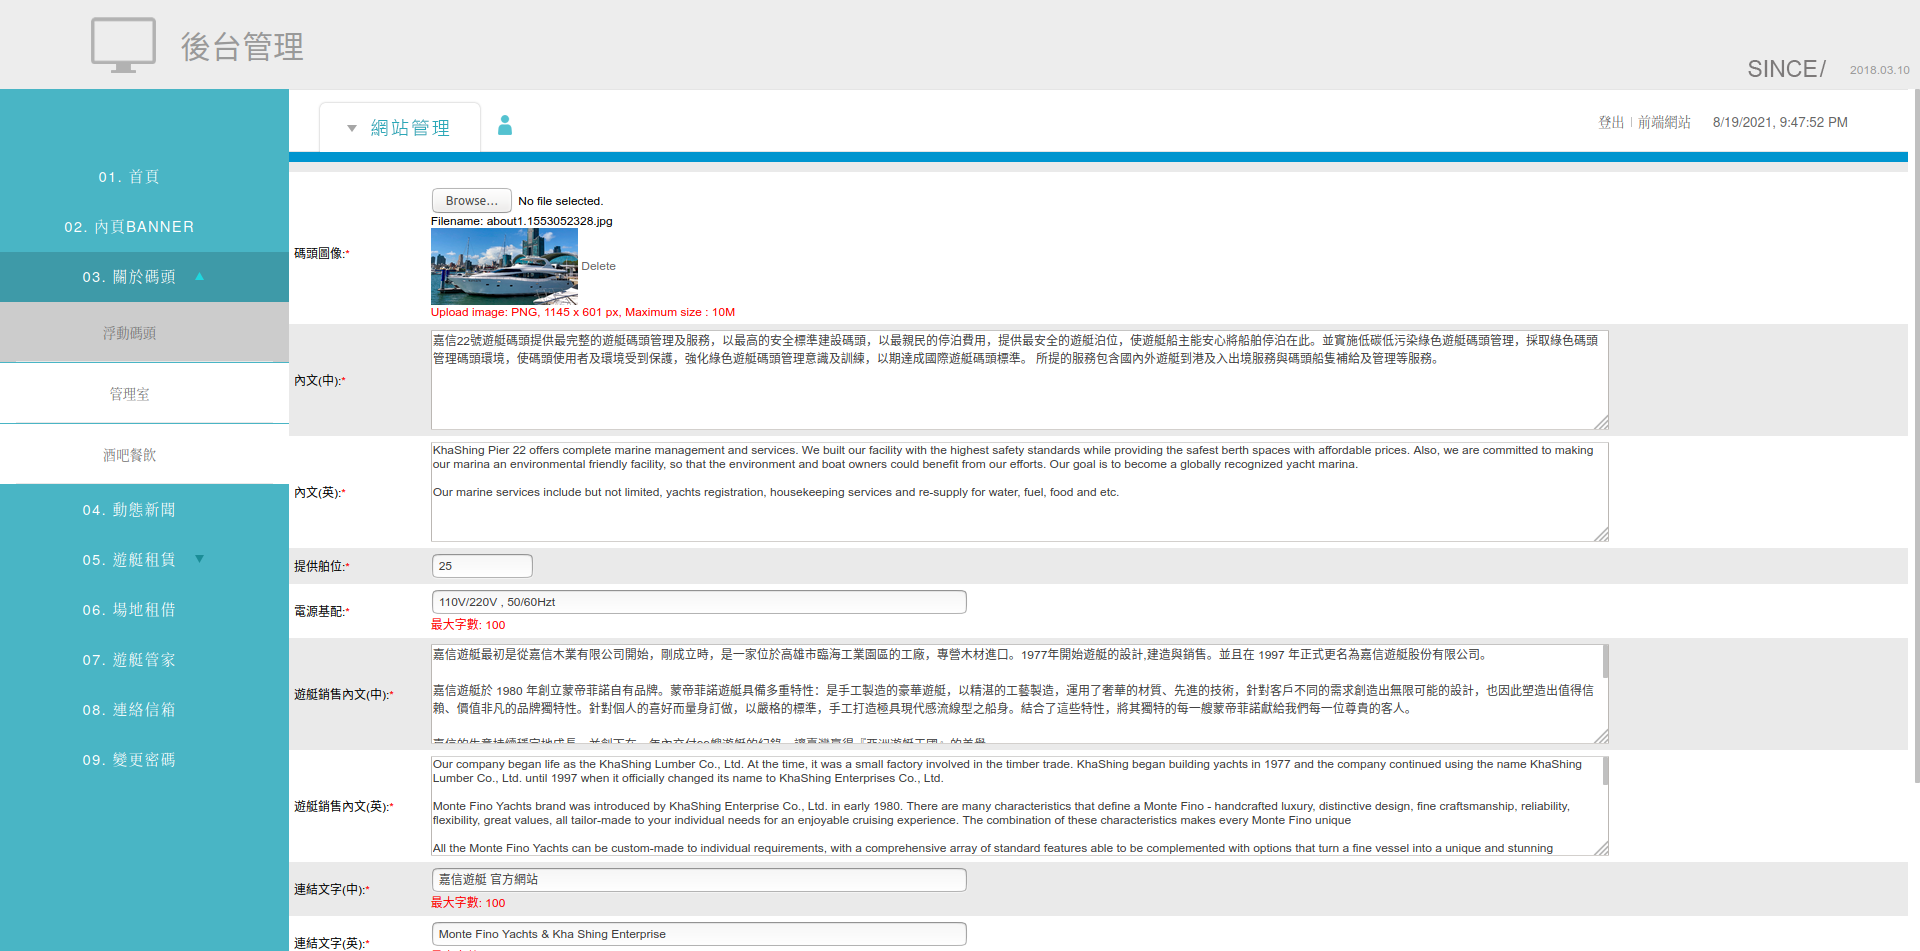 後台管理
SINCE/ 2018.03.10
網站管理
登出 | 前端網站 8/19/2021, 9:47:52 PM
01. 首頁
02. 內頁BANNER
03. 關於碼頭
浮動碼頭
管理室
酒吧餐飲
04. 動態新聞
05. 遊艇租賃
06. 場地租借
07. 遊艇管家
08. 連絡信箱
09. 變更密碼
碼頭圖像:*
Browse... No file selected.
Filename: about1.1553052328.jpg
Delete
Upload image: PNG, 1145 x 601 px, Maximum size : 10M
內文(中):*
嘉信22號遊艇碼頭提供最完整的遊艇碼頭管理及服務，以最高的安全標準建設碼頭，以最親民的停泊費用，提供最安全的遊艇泊位，使遊艇船主能安心將船舶停泊在此。並實施低碳低污染綠色遊艇碼頭管理，採取綠色碼頭
管理碼頭環境，使碼頭使用者及環境受到保護，強化綠色遊艇碼頭管理意識及訓練，以期達成國際遊艇碼頭標準。 所提的服務包含國內外遊艇到港及入出境服務與碼頭船隻補給及管理等服務。
內文(英):*
KhaShing Pier 22 offers complete marine management and services. We built our facility with the highest safety standards while providing the safest berth spaces with affordable prices. Also, we are committed to making
our marina an environmental friendly facility, so that the environment and boat owners could benefit from our efforts. Our goal is to become a globally recognized yacht marina.
Our marine services include but not limited, yachts registration, housekeeping services and re-supply for water, fuel, food and etc.
提供舶位:*
25
電源基配:*
110V/220V , 50/60Hzt
最大字數: 100
遊艇銷售內文(中):*
嘉信遊艇最初是從嘉信木業有限公司開始，剛成立時，是一家位於高雄市臨海工業園區的工廠，專營木材進口。1977年開始遊艇的設計,建造與銷售。並且在 1997 年正式更名為嘉信遊艇股份有限公司。
嘉信遊艇於 1980 年創立蒙帝菲諾自有品牌。蒙帝菲諾遊艇具備多重特性：是手工製造的豪華遊艇，以精湛的工藝製造，運用了奢華的材質、先進的技術，針對客戶不同的需求創造出無限可能的設計，也因此塑造出值得信
賴、價值非凡的品牌獨特性。針對個人的喜好而量身訂做，以嚴格的標準，手工打造極具現代感流線型之船身。結合了這些特性，將其獨特的每一艘蒙帝菲諾獻給我們每一位尊貴的客人。
遊艇銷售內文(英):*
Our company began life as the KhaShing Lumber Co., Ltd. At the time, it was a small factory involved in the timber trade. KhaShing began building yachts in 1977 and the company continued using the name KhaShing
Lumber Co., Ltd. until 1997 when it officially changed its name to KhaShing Enterprises Co., Ltd.
Monte Fino Yachts brand was introduced by KhaShing Enterprise Co., Ltd. in early 1980. There are many characteristics that define a Monte Fino - handcrafted luxury, distinctive design, fine craftsmanship, reliability,
flexibility, great values, all tailor-made to your individual needs for an enjoyable cruising experience. The combination of these characteristics makes every Monte Fino unique
All the Monte Fino Yachts can be custom-made to individual requirements, with a comprehensive array of standard features able to be complemented with options that turn a fine vessel into a unique and stunning
連結文字(中):*
嘉信遊艇 官方網站
最大字數: 100
連結文字(英):*
Monte Fino Yachts & Kha Shing Enterprise